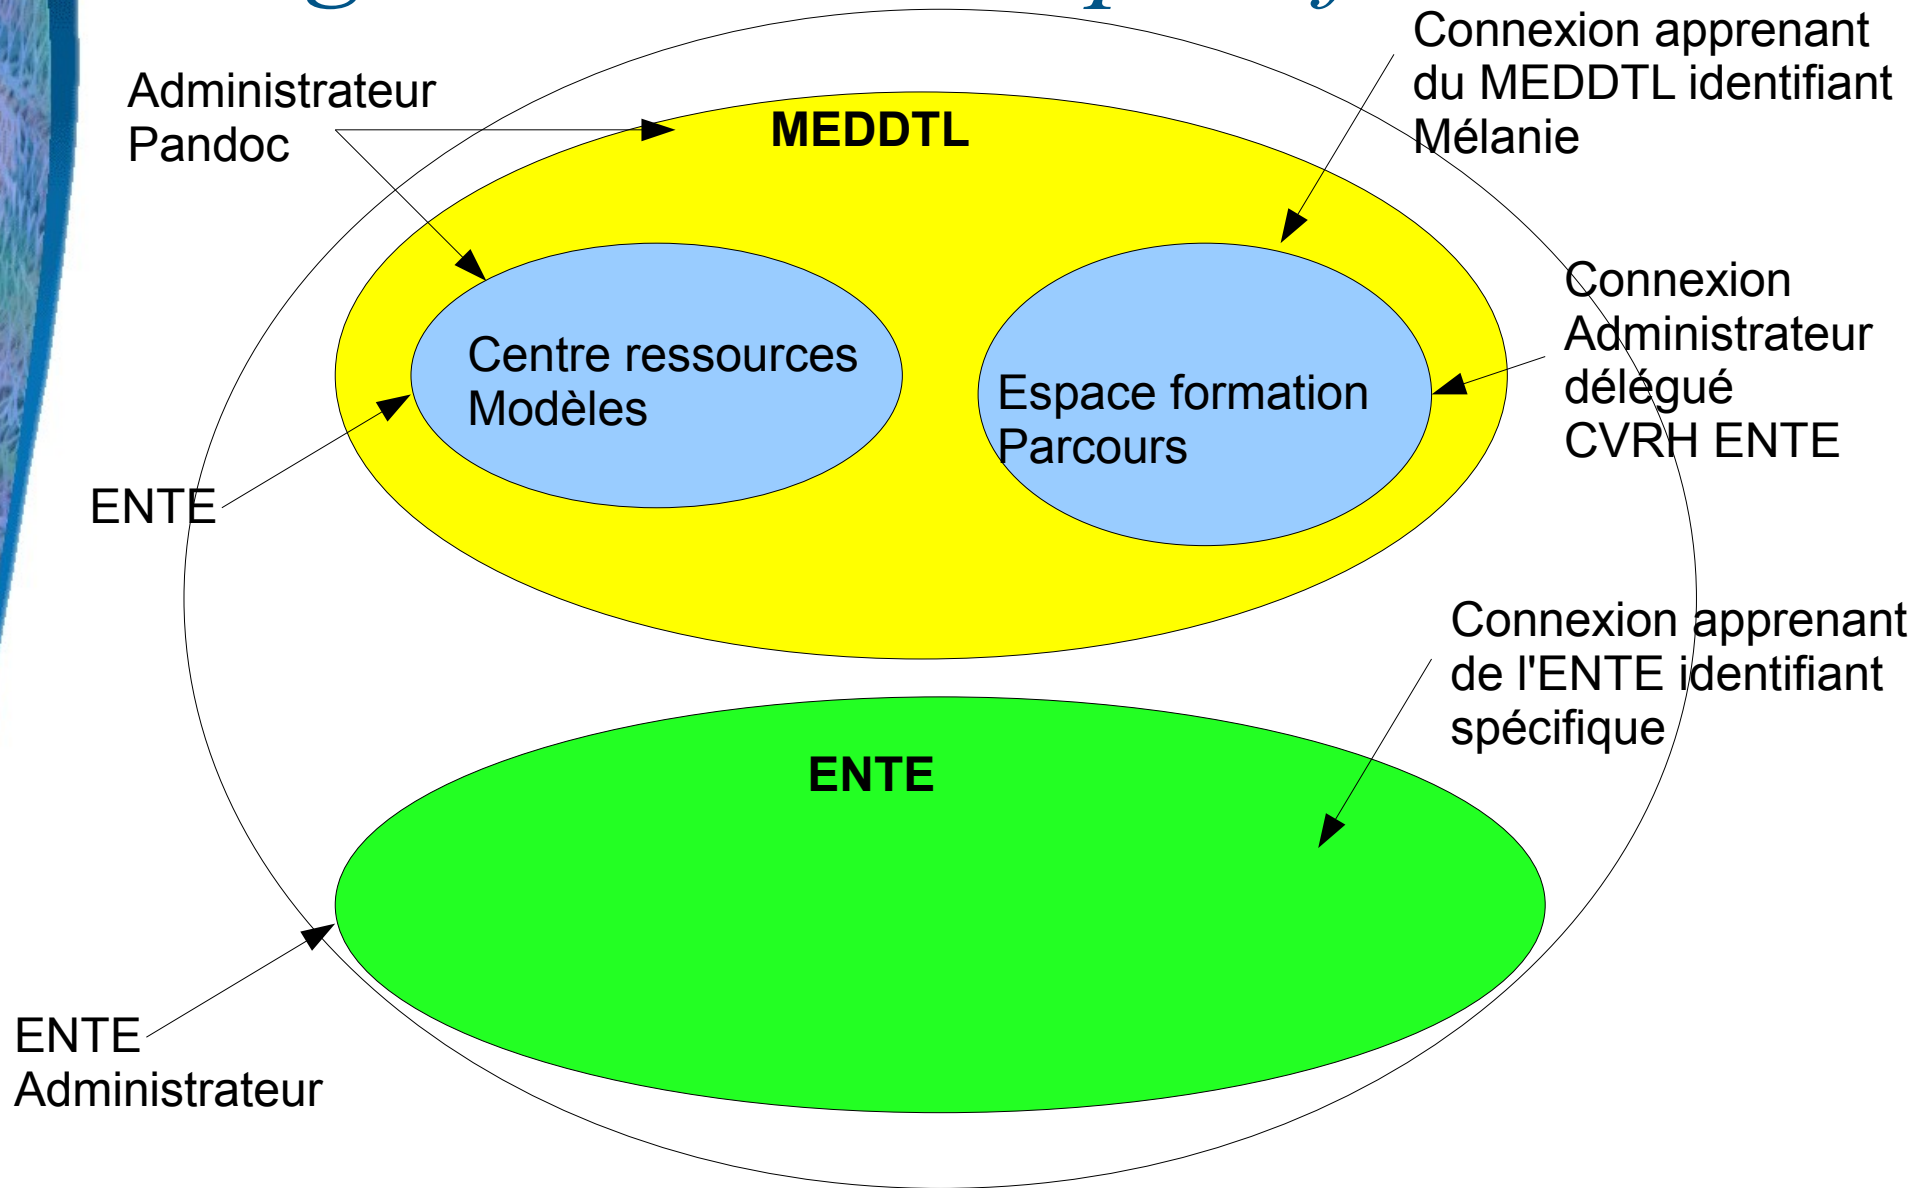 Connexion apprenant
du MEDDTL identifiant
Mélanie
Administrateur
Pandoc
MEDDTL
Connexion
Administrateur
délégué
CVRH ENTE
Centre ressources
Modèles
Espace formation
Parcours
ENTE
Connexion apprenant
de l'ENTE identifiant
spécifique
ENTE
ENTE
Administrateur